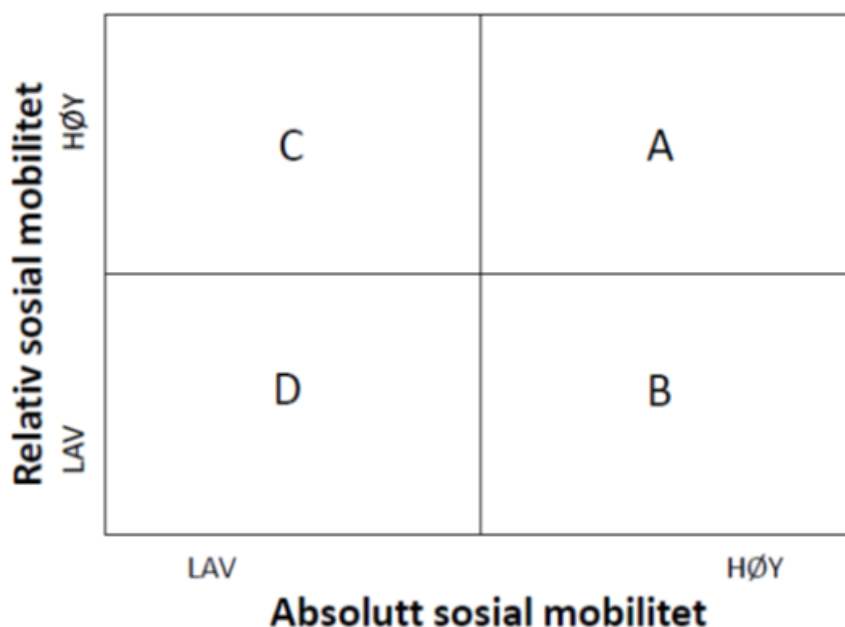 Relativ sosial mobilitet
HØY
LAV
C
A
D
B
LAV
HØY
Absolutt sosial mobilitet